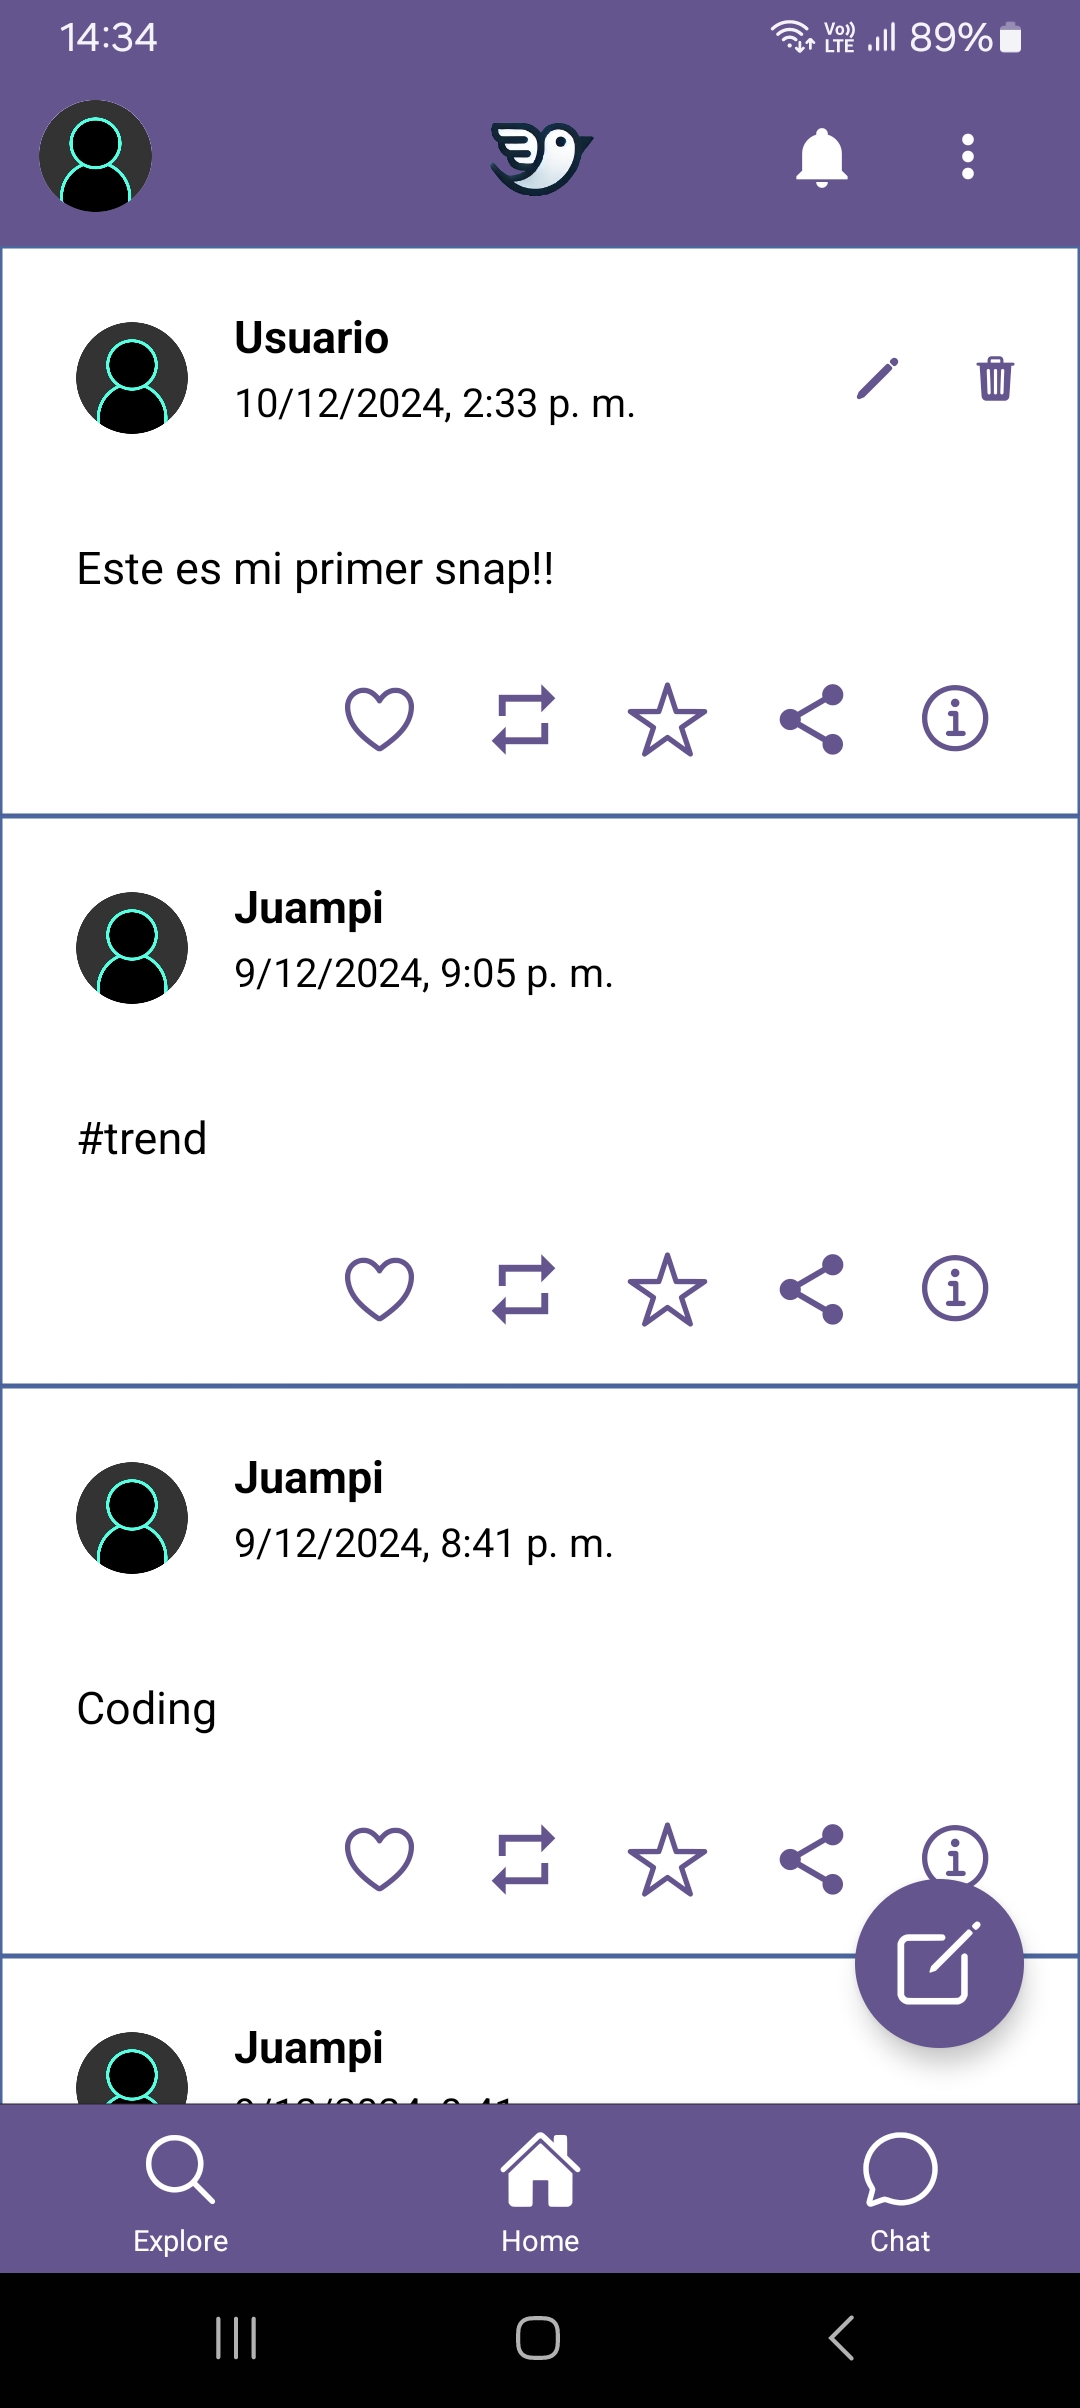 14:34
Vo)) LTE 89%
Usuario
10/12/2024, 2:33 p. m.
Este es mi primer snap!!
Juampi
9/12/2024, 9:05 p. m.
#trend
Juampi
9/12/2024, 8:41 p. m.
Coding
Juampi
Explore
Home
Chat